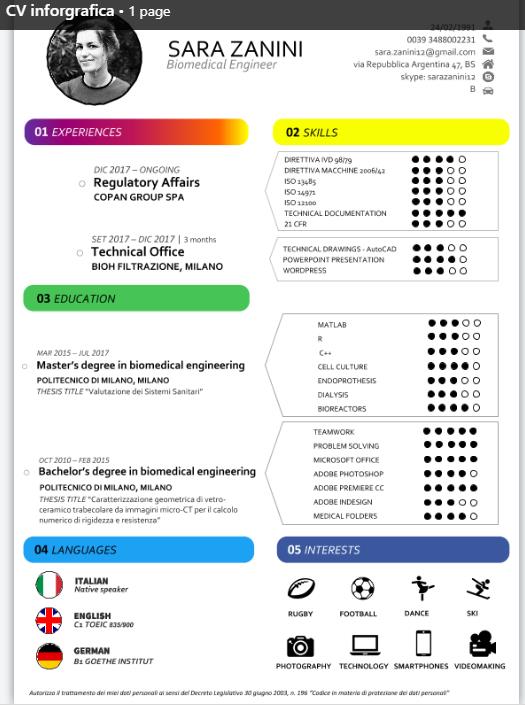 CV inforgrafica • 1 page
24/02/1991
SARA ZANINI
Biomedical Engineer
0039 3488002231
sara.zanini12@gmail.com
via Repubblica Argentina 47, BS
skype: sarazanini12
B
01 EXPERIENCES
DIC 2017 – ONGOING
Regulatory Affairs
COPAN GROUP SPA
SET 2017 – DIC 2017 | 3 months
Technical Office
BIOH FILTRAZIONE, MILANO
02 SKILLS
DIRETTIVA IVD 98/79
DIRETTIVA MACCHINE 2006/42
ISO 13485
ISO 14971
ISO 12100
TECHNICAL DOCUMENTATION
21 CFR
TECHNICAL DRAWINGS - AutoCAD
POWERPOINT PRESENTATION
WORDPRESS
03 EDUCATION
MAR 2015 – JUL 2017
Master's degree in biomedical engineering
POLITECNICO DI MILANO, MILANO
THESIS TITLE “Valutazione dei Sistemi Sanitari”
MATLAB
R
C++
CELL CULTURE
ENDOPROTHESIS
DIALYSIS
BIOREACTORS
OCT 2010 – FEB 2015
Bachelor's degree in biomedical engineering
POLITECNICO DI MILANO, MILANO
THESIS TITLE “Caratterizzazione geometrica di vetro-
ceramico trabecolare da immagini micro-CT per il calcolo
numerico di rigidezza e resistenza”
TEAMWORK
PROBLEM SOLVING
MICROSOFT OFFICE
ADOBE PHOTOSHOP
ADOBE PREMIERE CC
ADOBE INDESIGN
MEDICAL FOLDERS
04 LANGUAGES
ITALIAN
Native speaker
ENGLISH
C1 TOEIC 835/900
GERMAN
B1 GOETHE INSTITUT
05 INTERESTS
RUGBY FOOTBALL DANCE SKI
PHOTOGRAPHY TECHNOLOGY SMARTPHONES VIDEOMAKING
Autorizzo il trattamento dei miei dati personali ai sensi del Decreto Legislativo 30 giugno 2003, n. 196 “Codice in materia di protezione dei dati personali”